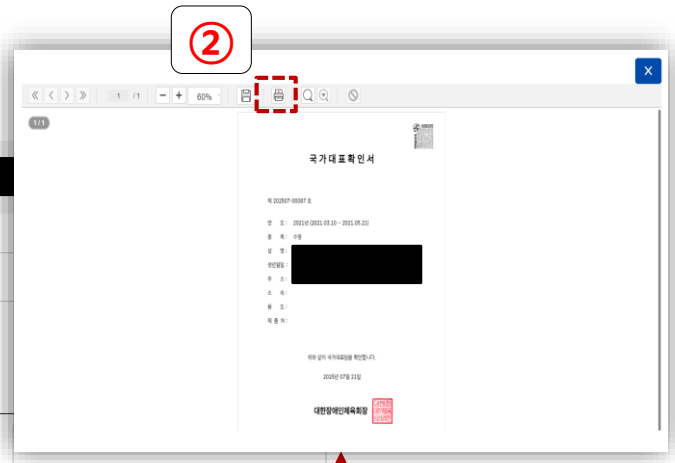 ②
X
1 /1
60%
1/1
국가대표확인서
제 202507-00087 호
연 도 : 2021년 (2021.03.10 ~ 2021.05.21)
종 목 : 수영
성 명 :
생년월일 :
주 소 :
소 속 :
용 도 :
제 출 처 :
위와 같이 국가대표임을 확인합니다.
2025년 07월 21일
대한장애인체육회장